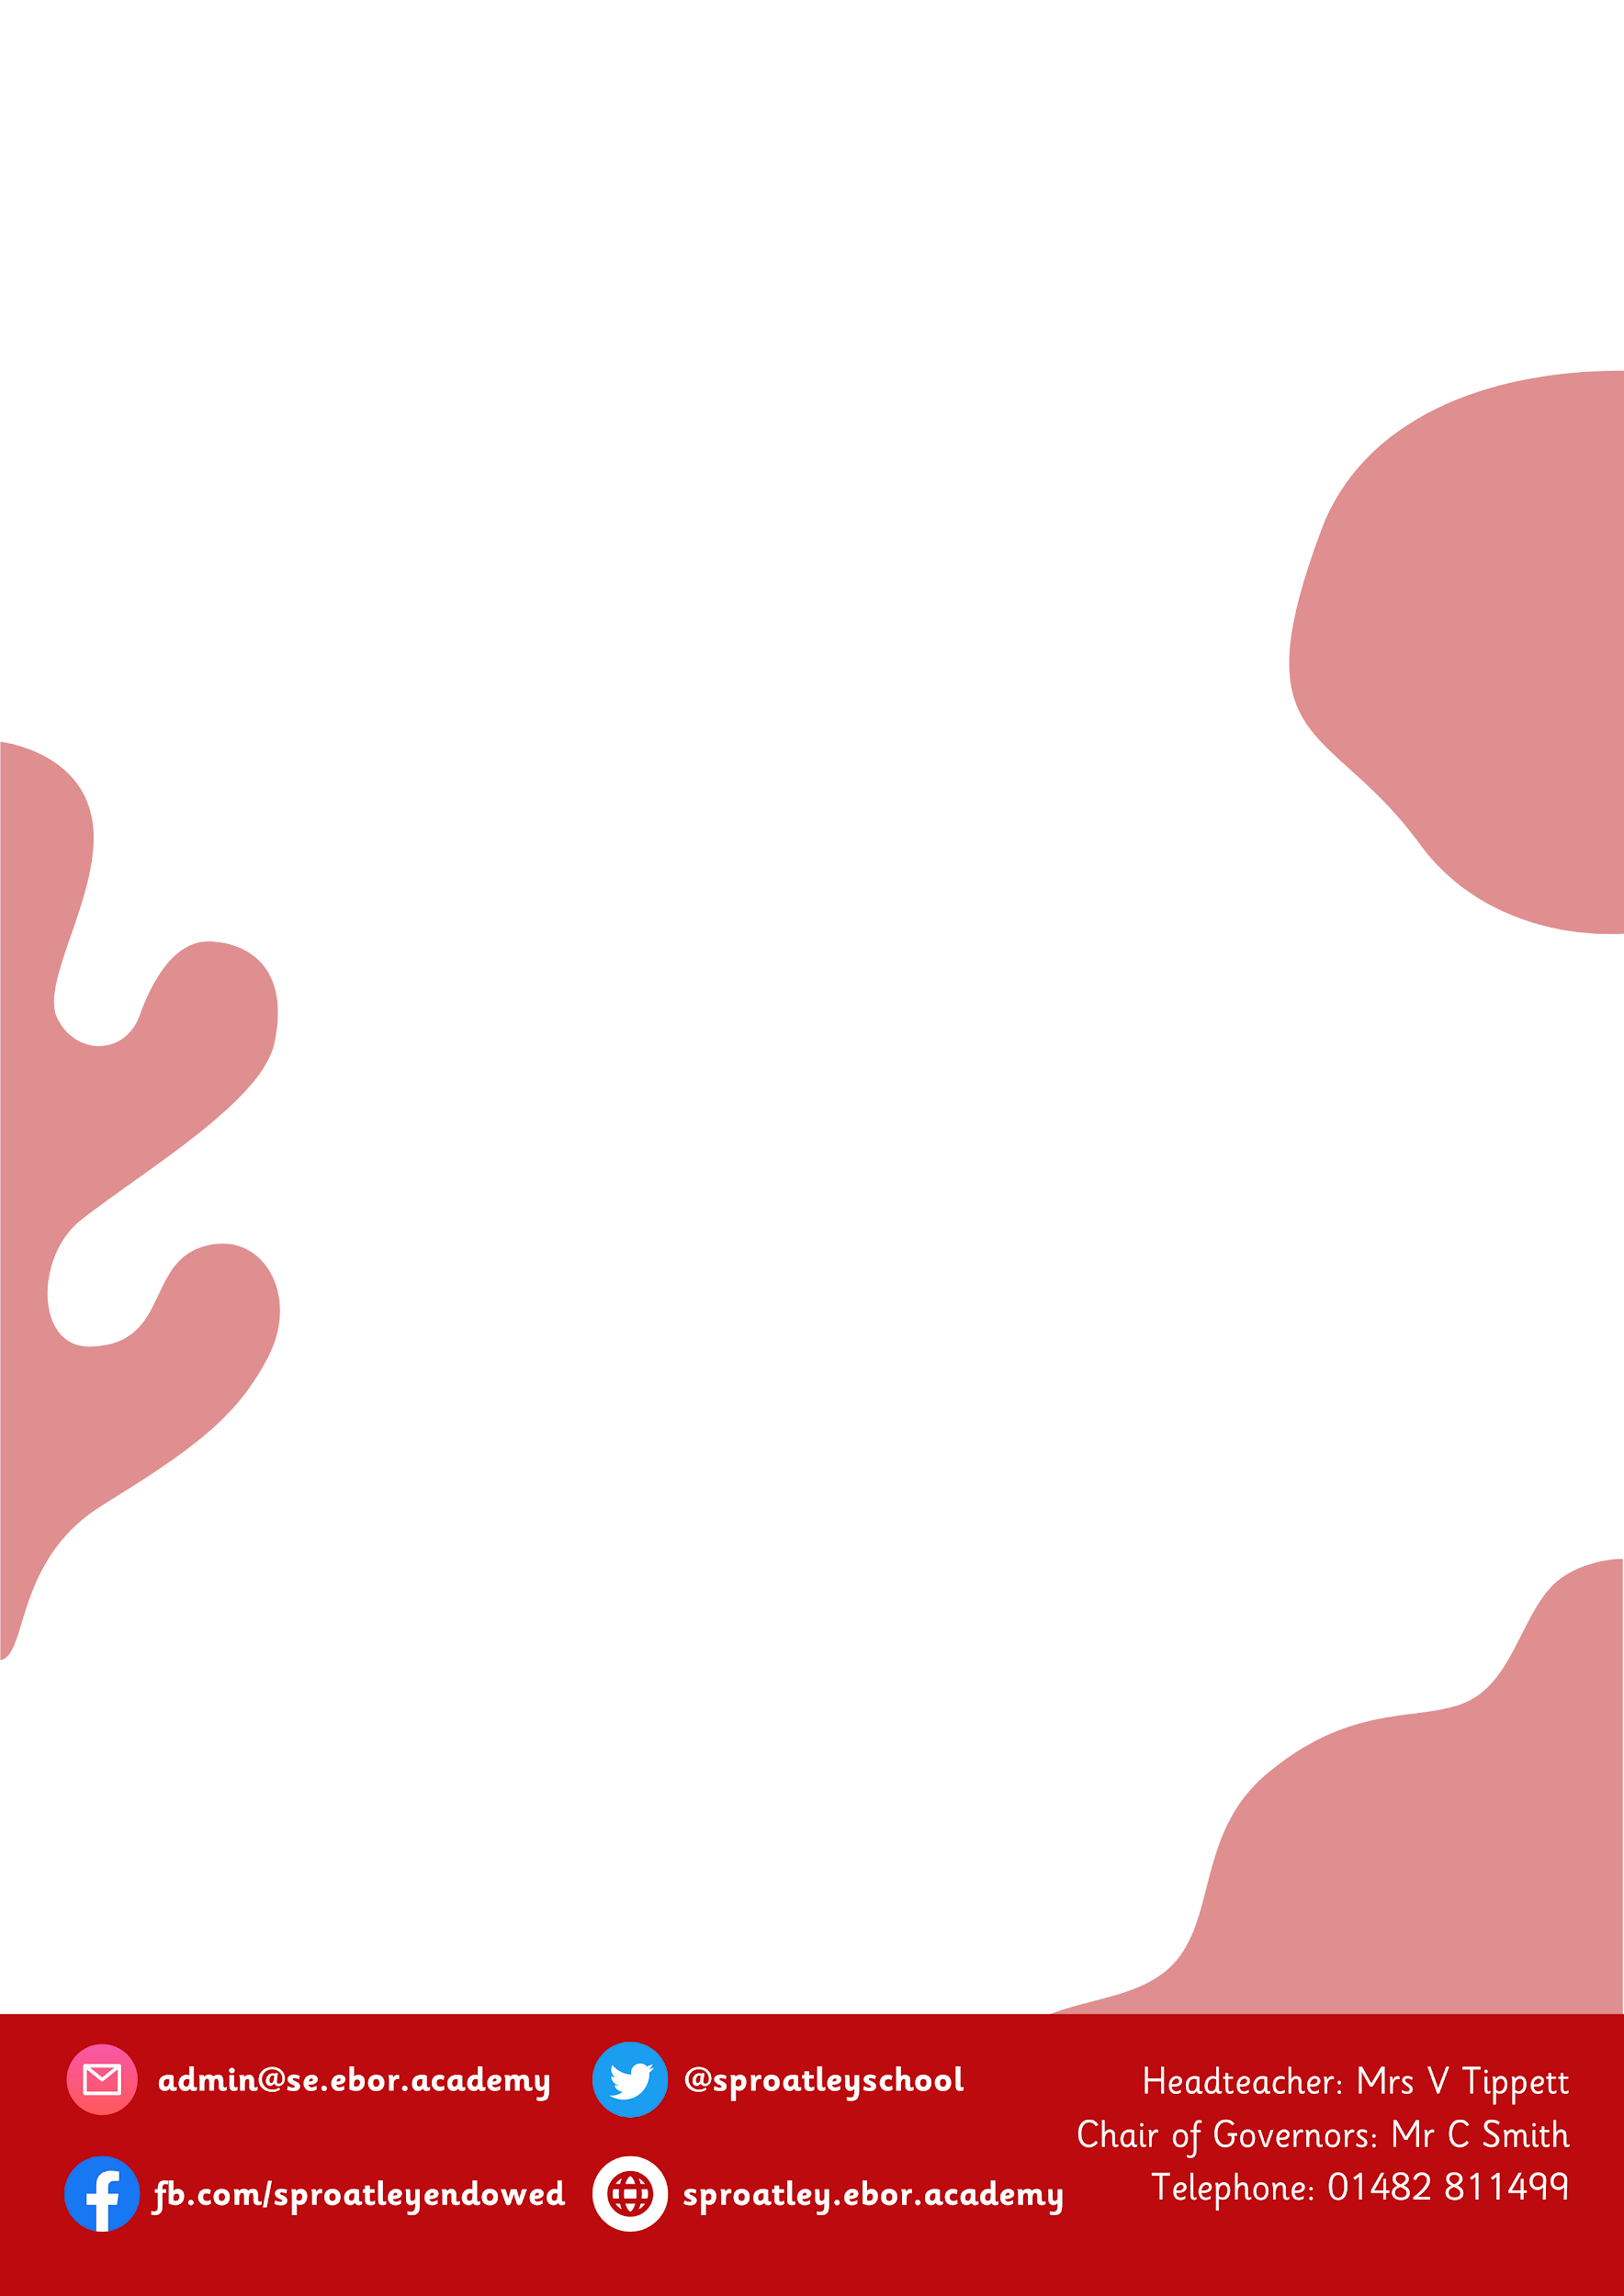 admin@se.ebor.academy
@sproatleyschool
fb.com/sproatleyendowed
sproatley.ebor.academy
Headteacher: Mrs V Tippett
Chair of Governors: Mr C Smith
Telephone: 01482 811499